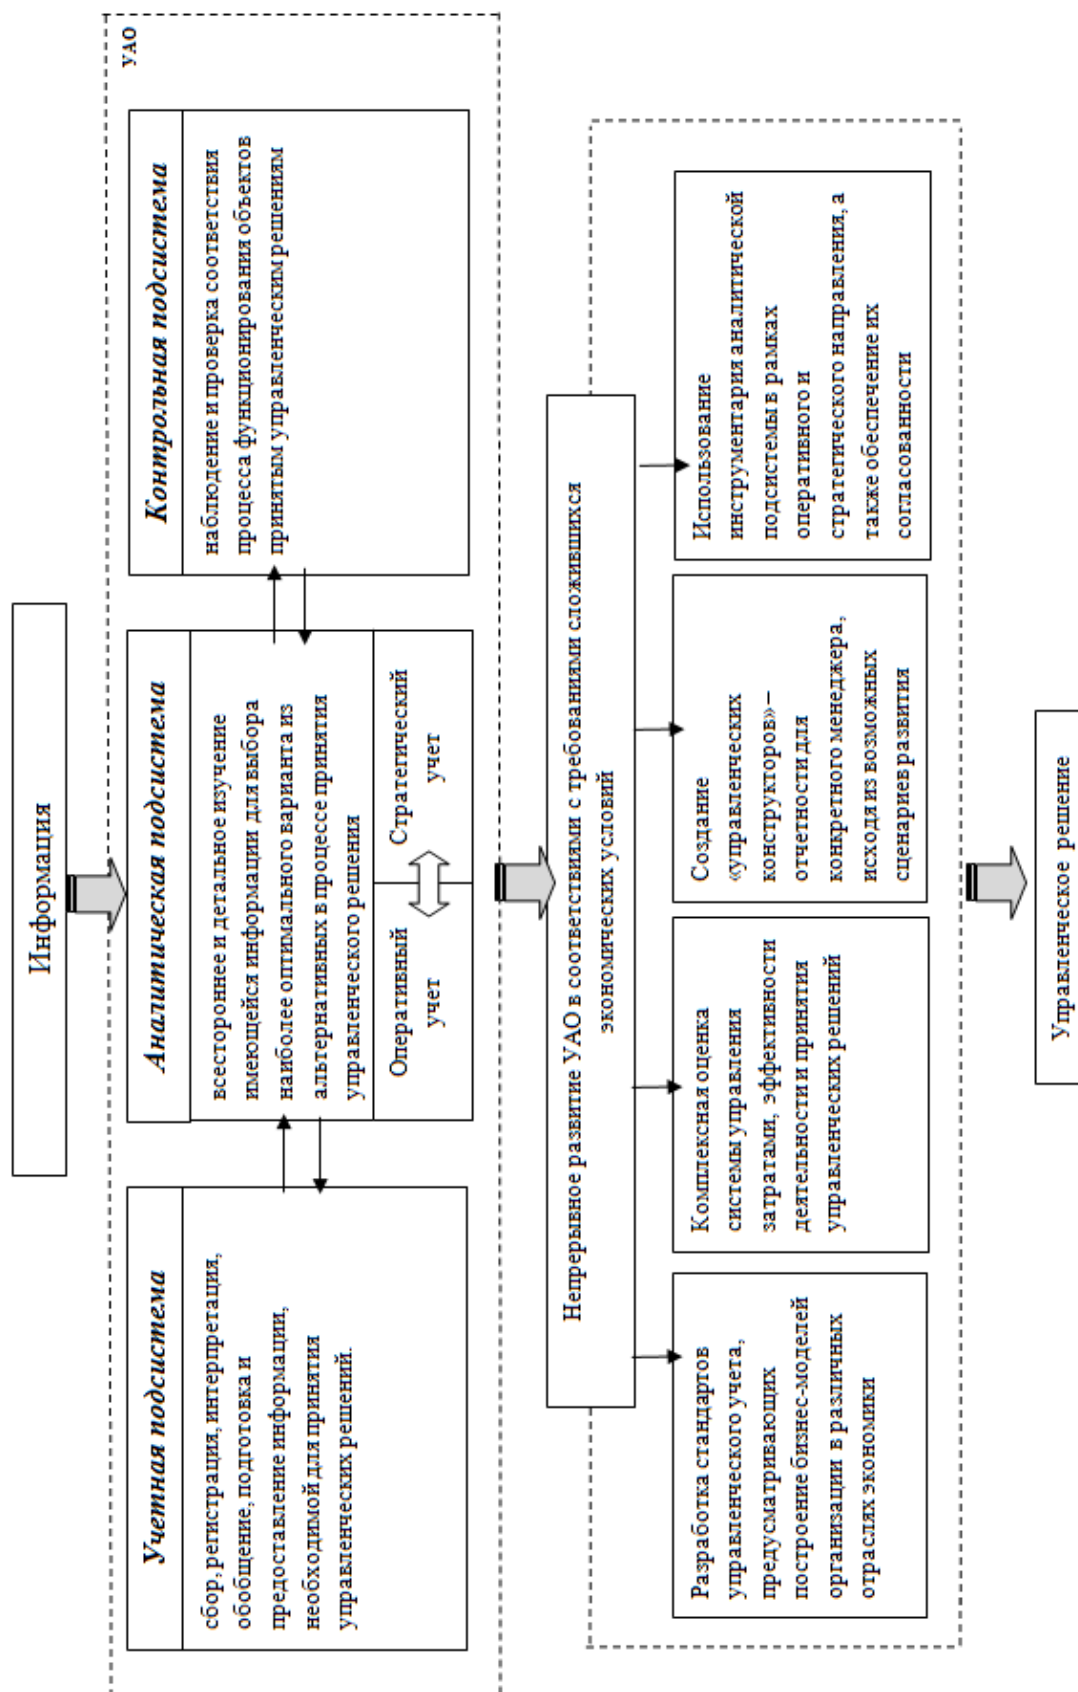 Информация
УАО
Учетная подсистема
сбор, регистрация, интерпретация,
обобщение, подготовка и
предоставление информации,
необходимой для принятия
управленческих решений.
Аналитическая подсистема
всестороннее и детальное изучение
имеющейся информации для выбора
наиболее оптимального варианта из
альтернативных в процессе принятия
управленческого решения
Оперативный
учет
Стратегический
учет
Контрольная подсистема
наблюдение и проверка соответствия
процесса функционирования объектов
принятым управленческим решениям
Непрерывное развитие УАО в соответствиями с требованиями сложившихся
экономических условий
Разработка стандартов
управленческого учета,
предусматривающих
построение бизнес-моделей
организации в различных
отраслях экономики
Комплексная оценка
системы управления
затратами, эффективности
деятельности и принятия
управленческих решений
Создание
«управленческих
конструкторов» –
отчетности для
конкретного менеджера,
исходя из возможных
сценариев развития
Использование
инструментария аналитической
подсистемы в рамках
оперативного и
стратегического направления, а
также обеспечение их
согласованности
Управленческое решение